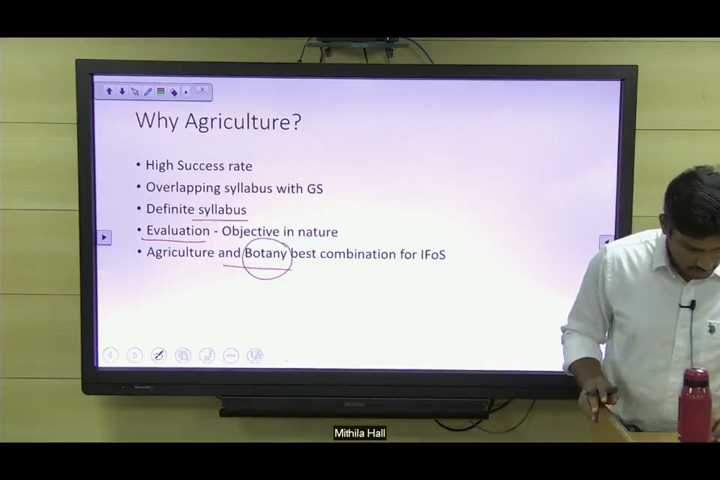 Why Agriculture?
• High Success rate
• Overlapping syllabus with GS
• Definite syllabus
• Evaluation - Objective in nature
• Agriculture and Botany best combination for IFoS
Mithila Hall